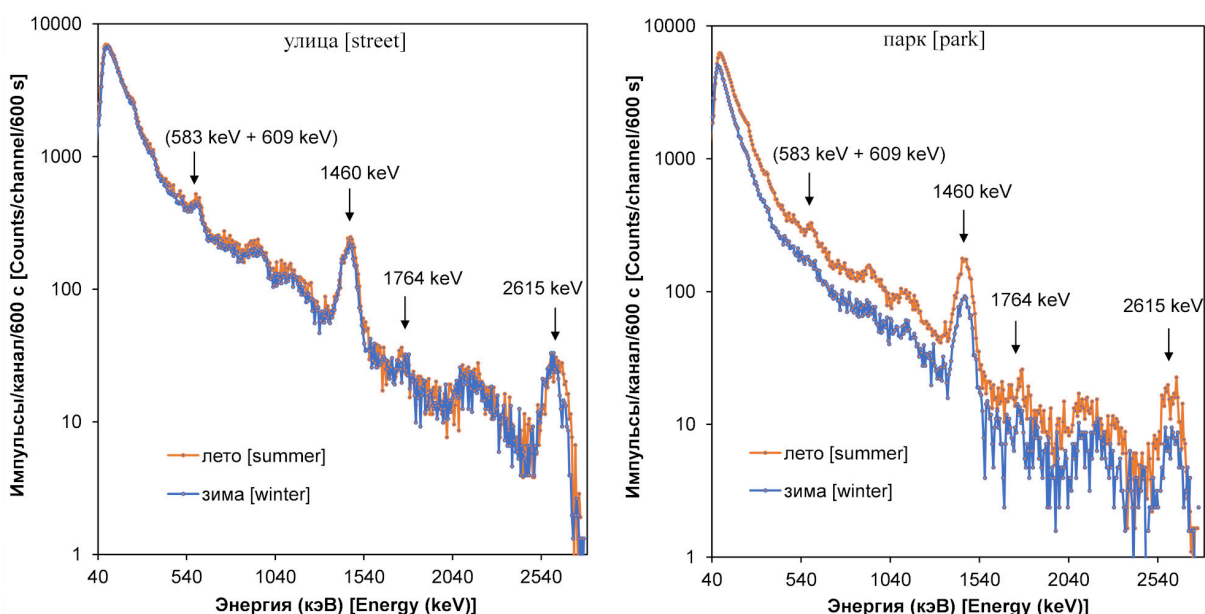 улица [street]
Импульсы/канал/600 с [Counts/channel/600 s]
10000
1000
100
10
1
(583 keV + 609 keV)
1460 keV
1764 keV
2615 keV
лето [summer]
зима [winter]
40 540 1040 1540 2040 2540
Энергия (кэВ) [Energy (keV)]
парк [park]
Импульсы/канал/600 с [Counts/channel/600 s]
10000
1000
100
10
1
(583 keV + 609 keV)
1460 keV
1764 keV
2615 keV
лето [summer]
зима [winter]
40 540 1040 1540 2040 2540
Энергия (кэВ) [Energy (keV)]